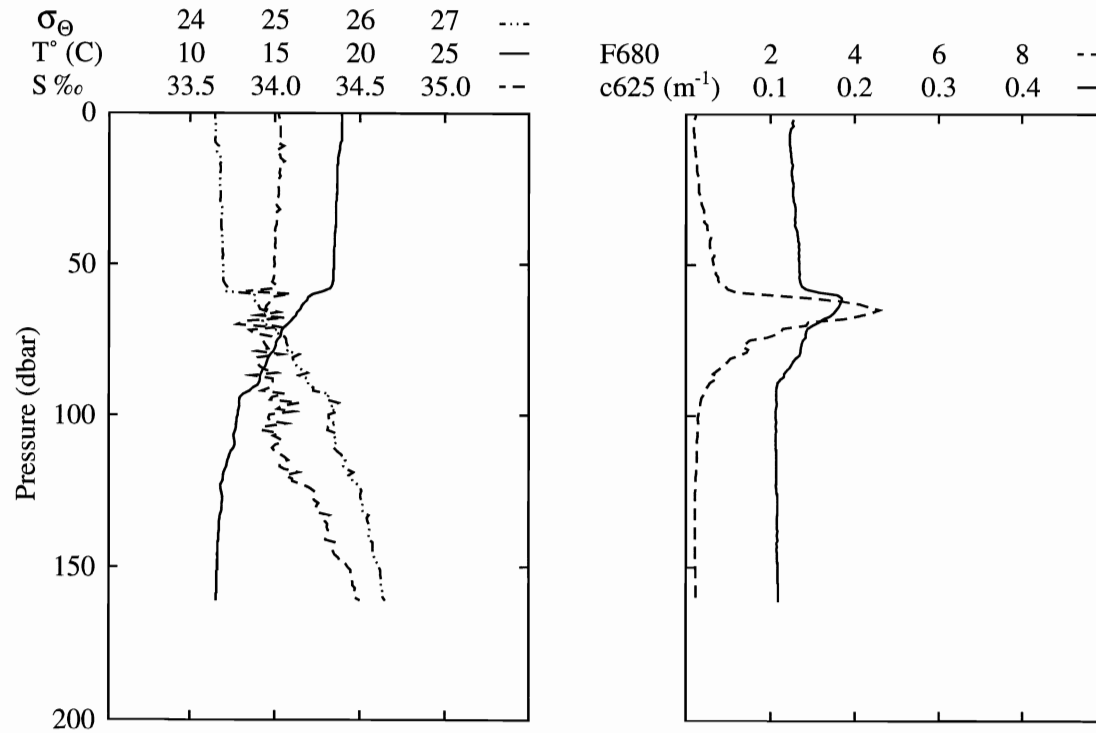 σΘ 24 25 26 27
T° (C) 10 15 20 25
S ‰ 33.5 34.0 34.5 35.0
0
50
100
150
200
Pressure (dbar)
F680 2 4 6 8
c625 (m⁻¹) 0.1 0.2 0.3 0.4